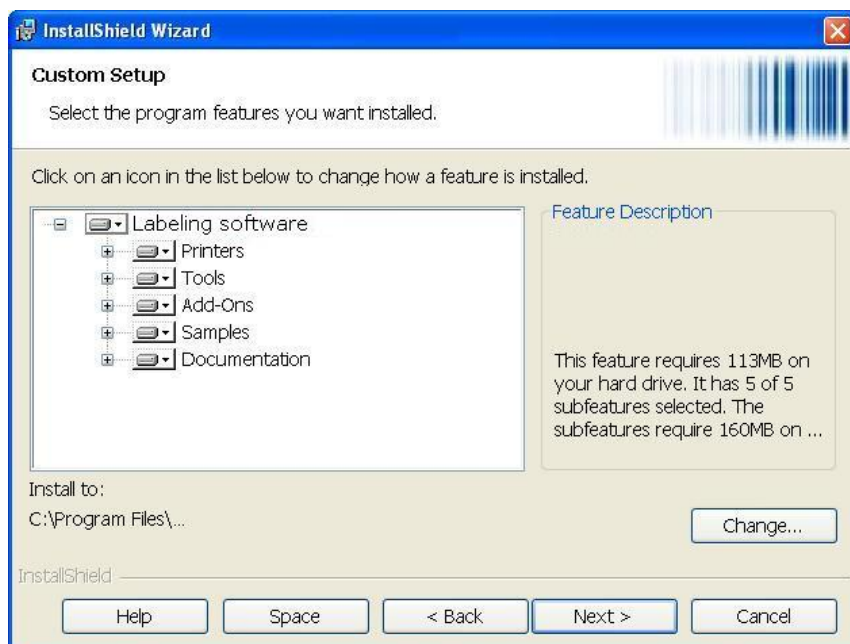 InstallShield Wizard
Custom Setup
Select the program features you want installed.
Click on an icon in the list below to change how a feature is installed.
Labeling software
Printers
Tools
Add-Ons
Samples
Documentation
Feature Description
This feature requires 113MB on
your hard drive. It has 5 of 5
subfeatures selected. The
subfeatures require 160MB on ...
Install to:
C:\Program Files\...
Change...
InstallShield
Help
Space
< Back
Next >
Cancel